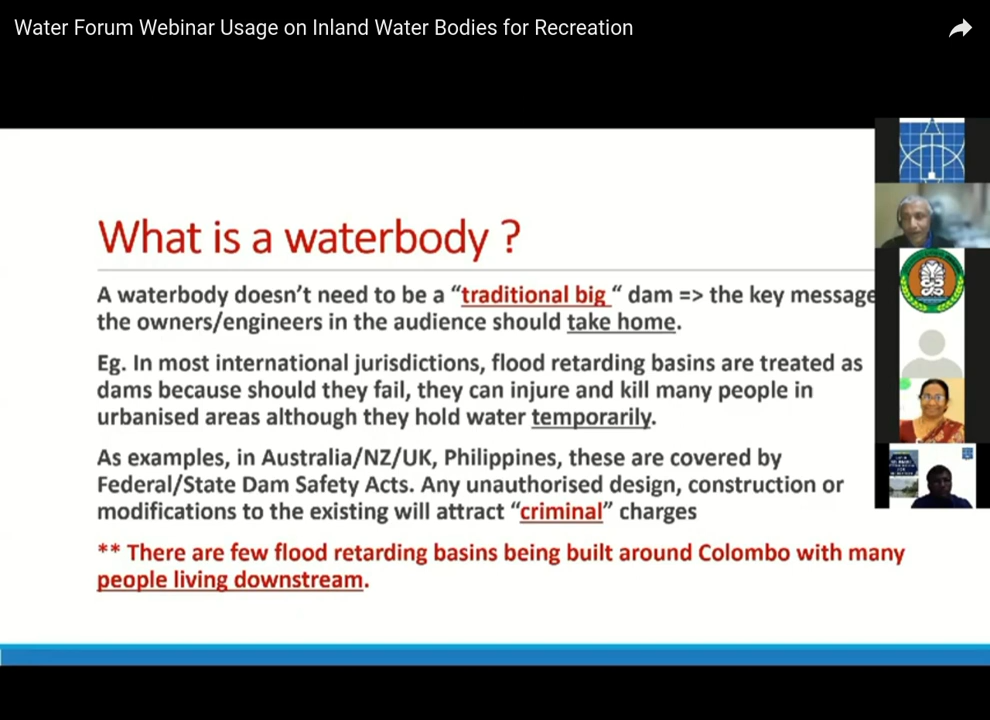 Water Forum Webinar Usage on Inland Water Bodies for Recreation
What is a waterbody ?
A waterbody doesn’t need to be a “traditional big “ dam => the key message
the owners/engineers in the audience should take home.
Eg. In most international jurisdictions, flood retarding basins are treated as
dams because should they fail, they can injure and kill many people in
urbanised areas although they hold water temporarily.
As examples, in Australia/NZ/UK, Philippines, these are covered by
Federal/State Dam Safety Acts. Any unauthorised design, construction or
modifications to the existing will attract “criminal” charges
** There are few flood retarding basins being built around Colombo with many
people living downstream.